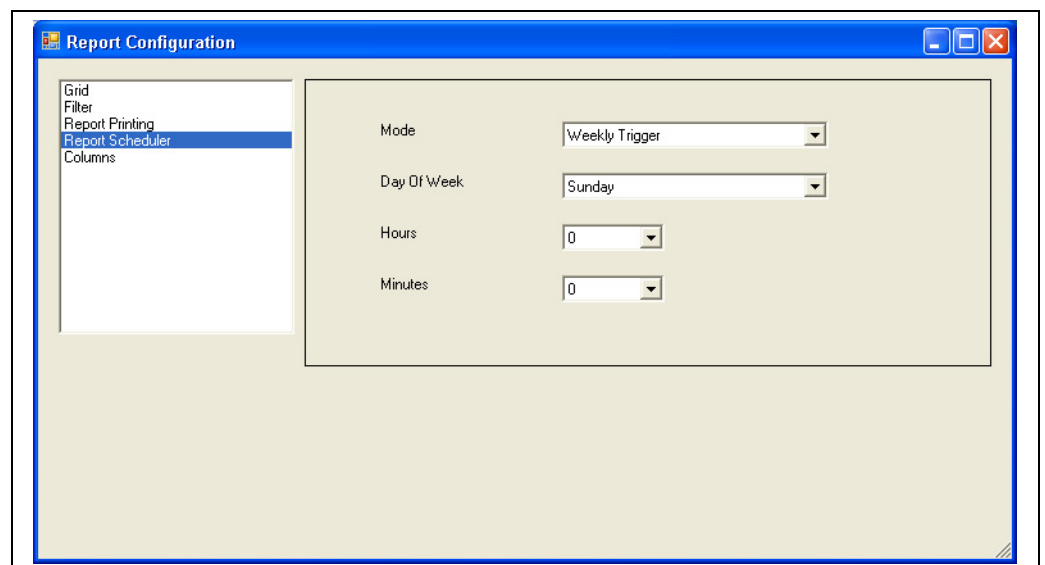 Report Configuration
Grid
Filter
Report Printing
Report Scheduler
Columns
Mode
Weekly Trigger
Day Of Week
Sunday
Hours
0
Minutes
0